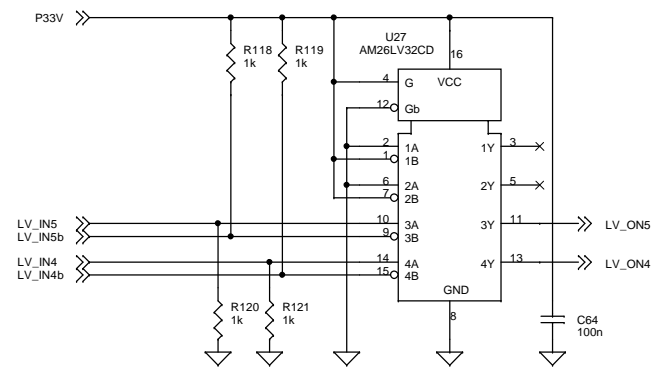 P33V
U27
AM26LV32CD
R118
1k
R119
1k
16
4
G
VCC
12
Gb
2
1A
1Y
3
1
1B
6
2A
2Y
5
7
2B
LV_IN5
10
3A
3Y
11
LV_ON5
LV_IN5b
9
3B
LV_IN4
14
4A
4Y
13
LV_ON4
LV_IN4b
15
4B
GND
R120
1k
R121
1k
8
C64
100n